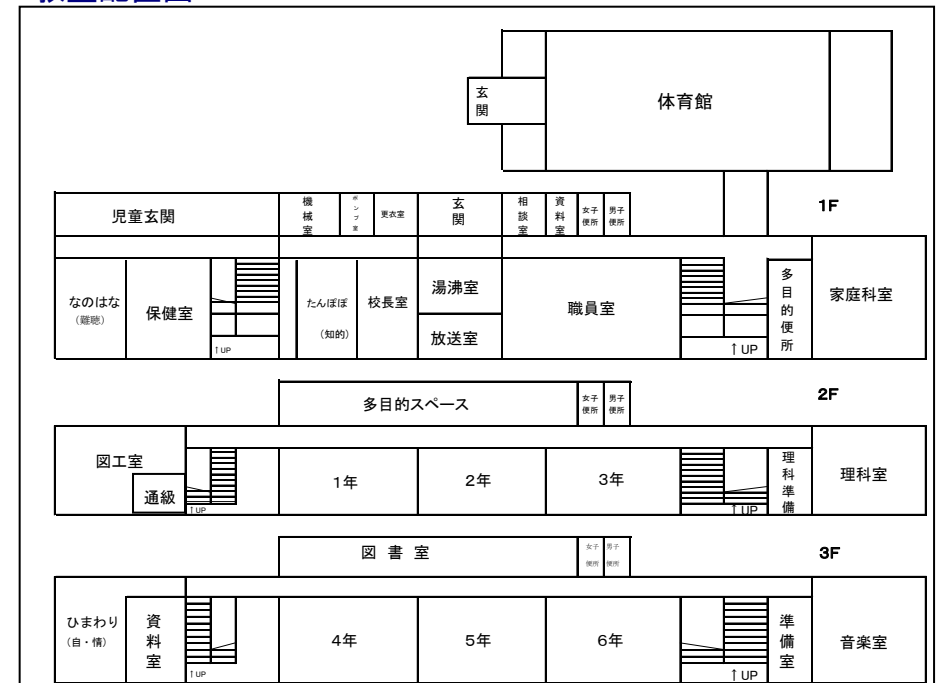 玄関
体育館
1F
児童玄関
機械室
ポンプ室
更衣室
玄関
相談室
資料室
女子便所
男子便所
なのはな
(難聴)
保健室
↑UP
たんぽぽ
(知的)
校長室
湯沸室
放送室
職員室
↑UP
多目的便所
家庭科室
2F
多目的スペース
女子便所
男子便所
図工室
通級
↑UP
1年
2年
3年
↑UP
理科準備
理科室
3F
図書室
女子便所
男子便所
ひまわり
(自・情)
資料室
↑UP
4年
5年
6年
↑UP
準備室
音楽室